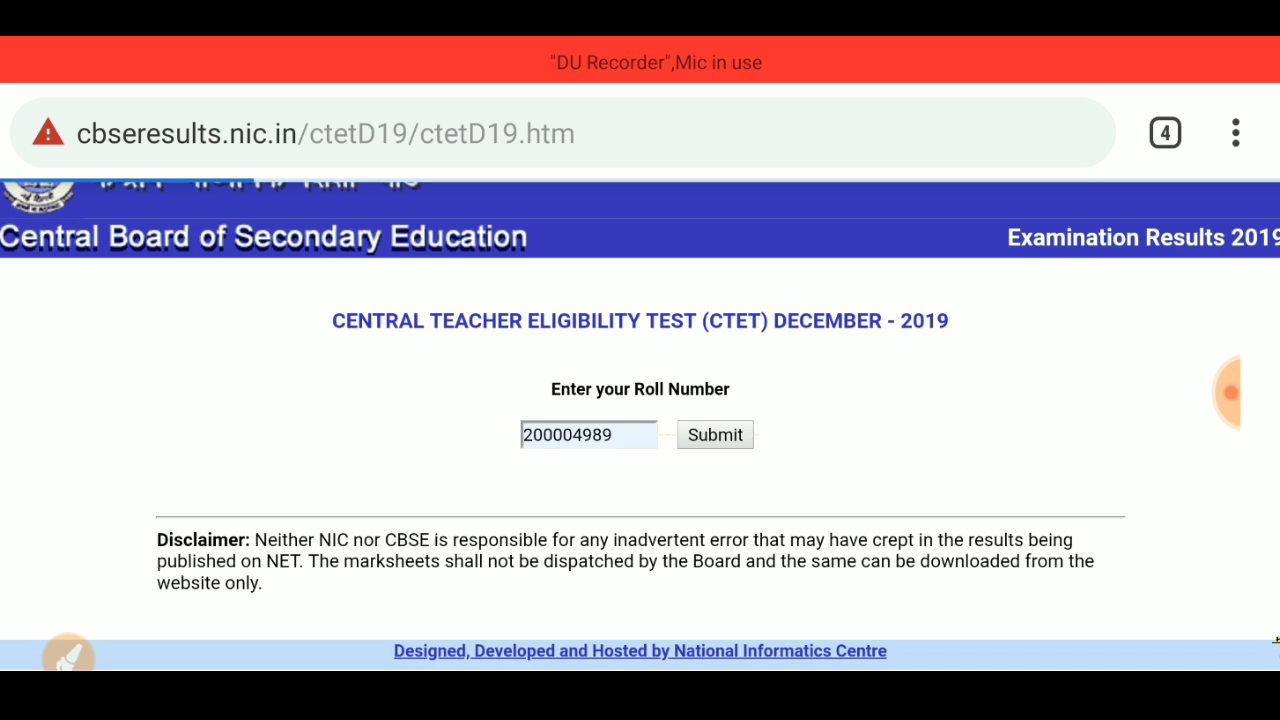 "DU Recorder",Mic in use
cbseresults.nic.in/ctetD19/ctetD19.htm
4
Central Board of Secondary Education
Examination Results 2019
CENTRAL TEACHER ELIGIBILITY TEST (CTET) DECEMBER - 2019
Enter your Roll Number
200004989 Submit
Disclaimer: Neither NIC nor CBSE is responsible for any inadvertent error that may have crept in the results being
published on NET. The marksheets shall not be dispatched by the Board and the same can be downloaded from the
website only.
Designed, Developed and Hosted by National Informatics Centre